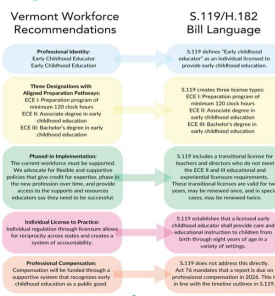 Vermont Workforce
Recommendations
S.119/H.182
Bill Language
Professional Identity:
Early Childhood Educator
Early Childhood Education
S.119 defines "Early childhood
educator" as an individual licensed to
provide early childhood education.
Three Designations with
Aligned Preparation Pathways:
ECE I: Preparation program of
minimum 120 clock hours
ECE II: Associate degree in
early childhood education
ECE III: Bachelor's degree in early
childhood education
S.119 creates three license types:
ECE I: Preparation program of
minimum 120 clock hours
ECE II: Associate degree in
early childhood education
ECE III: Bachelor's degree in
early childhood education
Phased-in Implementation:
The current workforce must be supported.
We advocate for flexible and supportive
policies that give credit for expertise, phase in
the new profession over time, and provide
access to the supports and resources
educators say they need to be successful.
S.119 includes a transitional license for
teachers and directors who do not meet
the ECE II and III educational and
experiential licensure requirements.
These transitional licenses are valid for two
years, may be renewed once, and in special
cases, may be renewed twice.
Individual License to Practice:
Individual regulation through licensure allows
for reciprocity across states and creates a
system of accountability.
S.119 establishes that a licensed early
childhood educator shall provide care and
educational instruction to children from
birth through eight years of age in a
variety of settings.
Professional Compensation:
Compensation will be funded through a
supportive system that recognizes early
childhood education as a public good.
S.119 does not address this directly.
Act 76 mandates that a report is due on
professional compensation in 2026. This is
in line with the timeline outlines in S.119